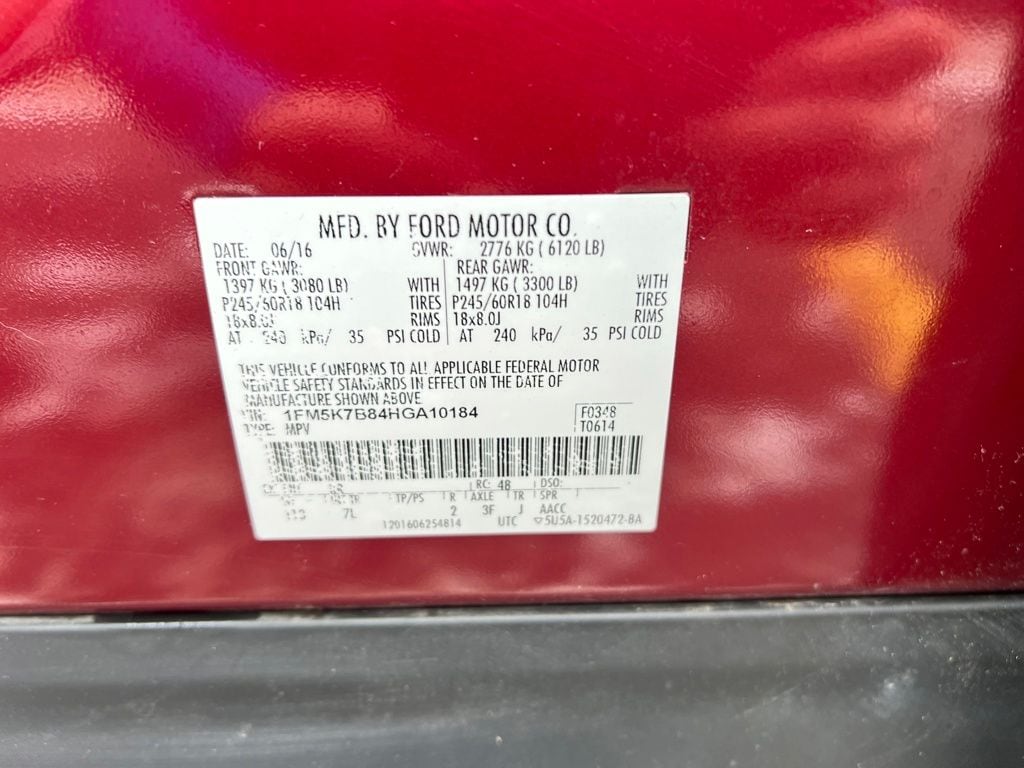 MFD. BY FORD MOTOR CO.
DATE: 06/16 GVWR: 2776 KG ( 6120 LB)
FRONT GAWR: REAR GAWR:
1397 KG ( 3080 LB) WITH 1497 KG ( 3300 LB) WITH
P245/60R18 104H TIRES P245/60R18 104H TIRES
18x8.0J RIMS 18x8.0J RIMS
AT 240 kPa/ 35 PSI COLD AT 240 kPa/ 35 PSI COLD
THIS VEHICLE CONFORMS TO ALL APPLICABLE FEDERAL MOTOR
VEHICLE SAFETY STANDARDS IN EFFECT ON THE DATE OF
MANUFACTURE SHOWN ABOVE.
VIN: 1FM5K7B84HGA10184 F0348
TYPE: MPV T0614
RC: 48 DSO:
TP/PS R AXLE TR SPR
7L 2 3F J AACC
1201606254814 UTC 5U5A-1520472-BA